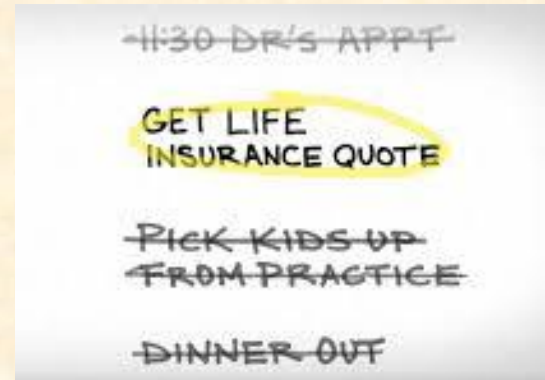 11:30 DR'S APPT
GET LIFE
INSURANCE QUOTE
PICK KIDS UP
FROM PRACTICE
DINNER OUT